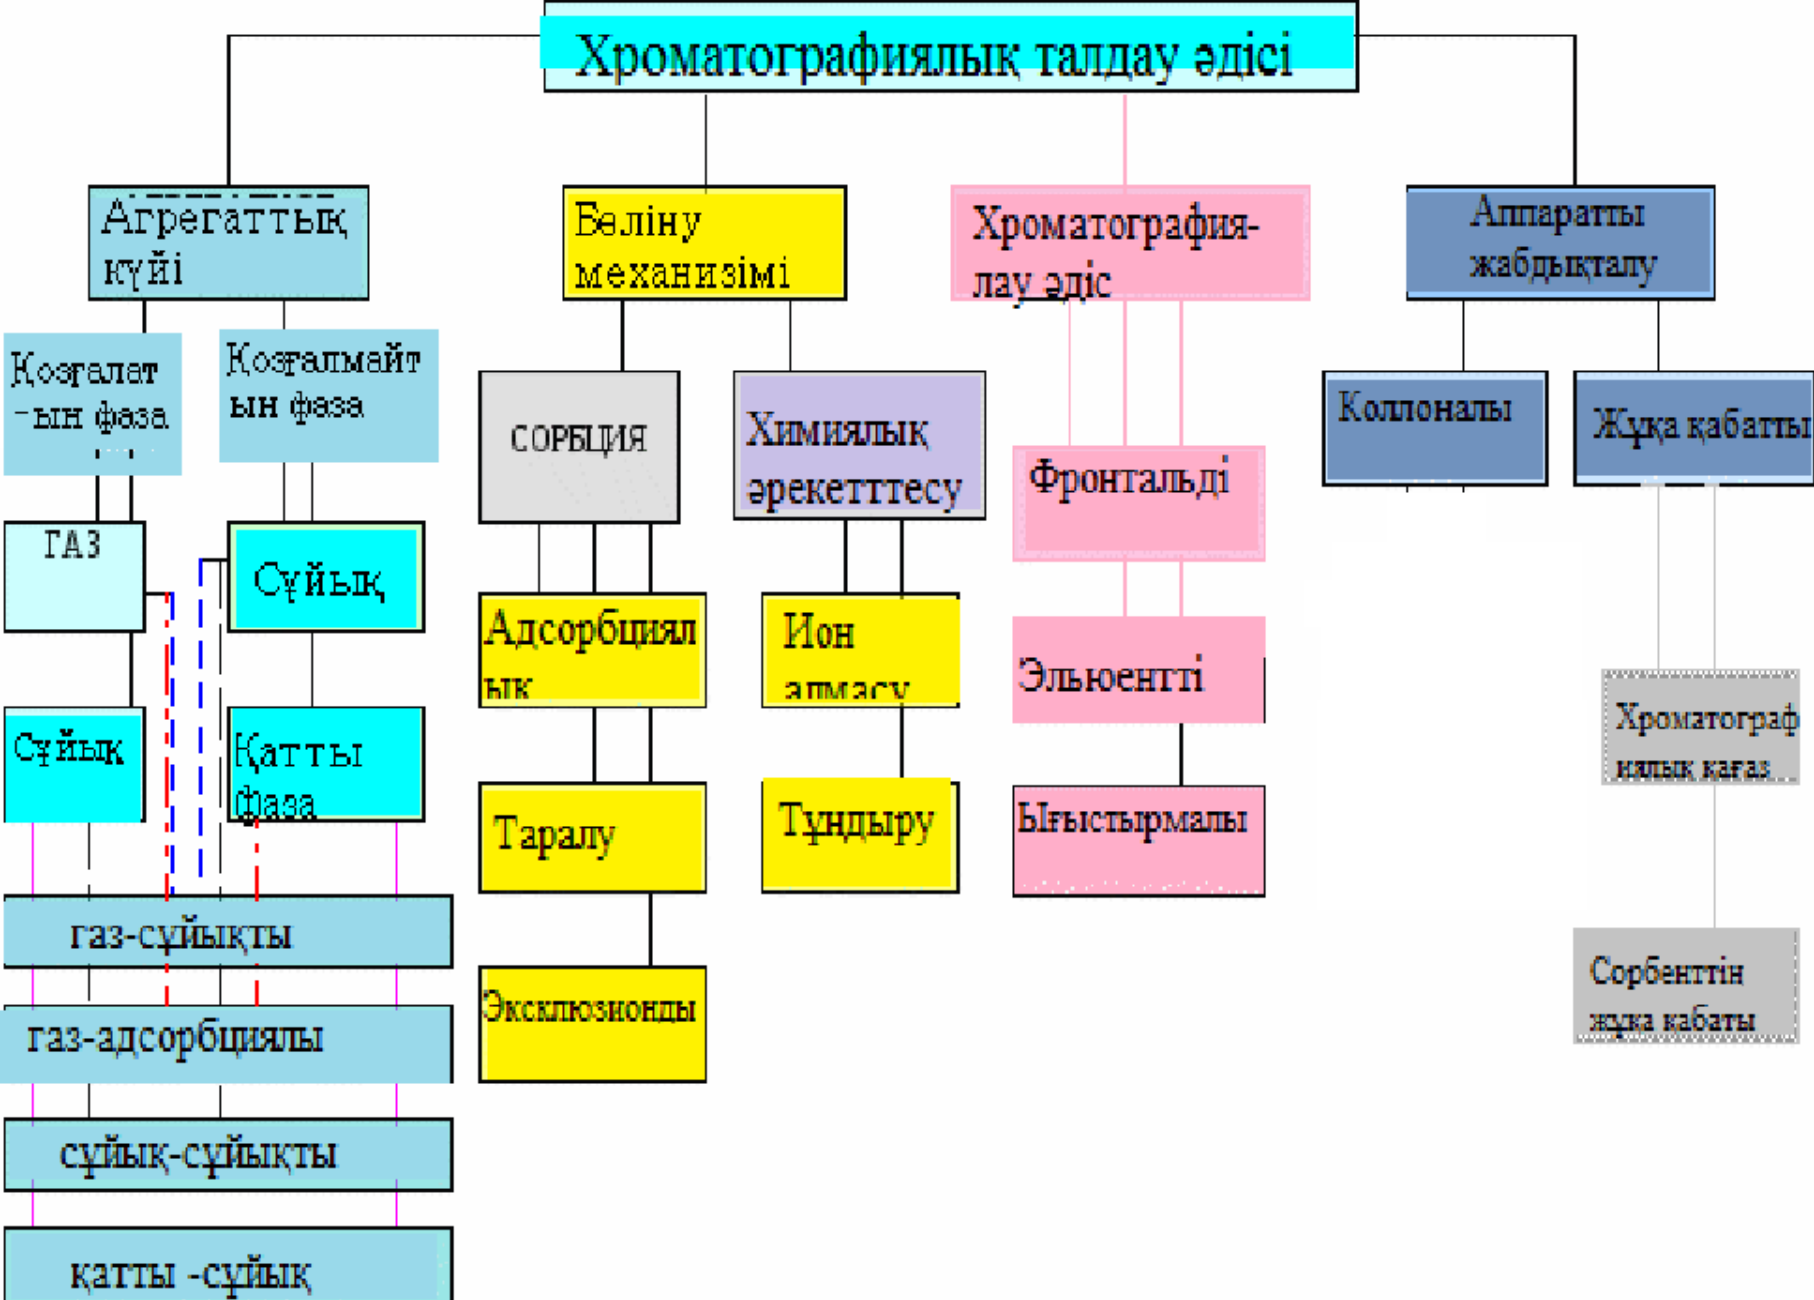 Хроматографиялық талдау әдісі
Агрегаттық
күйі
Бөліну
механизімі
Хроматография-
лау әдіс
Аппаратты
жабдықталу
Қозғалат
-ын фаза
Қозғалмайт
ын фаза
СОРБЦИЯ
Химиялық
әрекетттесу
Коллоналы
Жұқа қабатты
Фронтальді
ГАЗ
Сұйық
Адсорбциял
ық
Ион
алмасу
Эльюентті
Сұйық
Қатты
фаза
Таралу
Тұндыру
Ығыстырмалы
Хроматограф
иялық қағаз
газ-сұйықты
Эксклюзионды
Сорбенттің
жұқа қабаты
газ-адсорбциялы
сұйық-сұйықты
қатты -сұйық